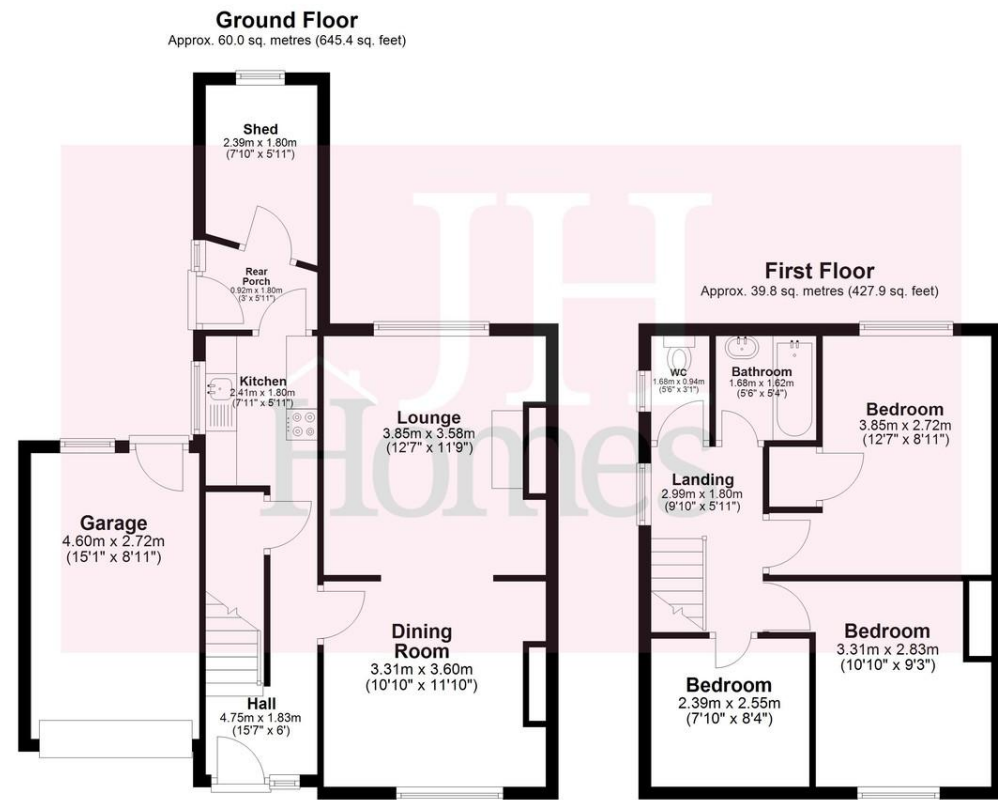 Ground Floor
Approx. 60.0 sq. metres (645.4 sq. feet)
Shed
2.39m x 1.80m
(7'10" x 5'11")
Rear
Porch
0.92m x 1.80m
(3' x 5'11")
Kitchen
2.41m x 1.80m
(7'11" x 5'11")
Lounge
3.85m x 3.58m
(12'7" x 11'9")
Garage
4.60m x 2.72m
(15'1" x 8'11")
Dining
Room
3.31m x 3.60m
(10'10" x 11'10")
Hall
4.75m x 1.83m
(15'7" x 6')
First Floor
Approx. 39.8 sq. metres (427.9 sq. feet)
WC
1.68m x 0.94m
(5'6" x 3'1")
Bathroom
1.68m x 1.62m
(5'6" x 5'4")
Bedroom
3.85m x 2.72m
(12'7" x 8'11")
Landing
2.99m x 1.80m
(9'10" x 5'11")
Bedroom
3.31m x 2.83m
(10'10" x 9'3")
Bedroom
2.39m x 2.55m
(7'10" x 8'4")
JH
Homes